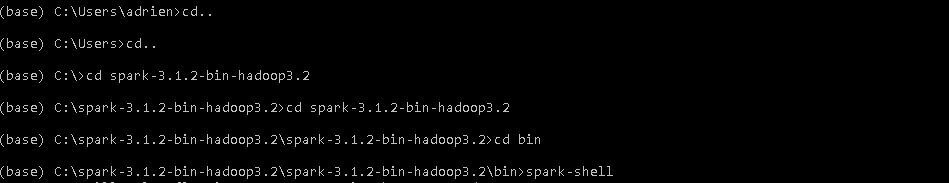 (base) C:\Users\adrien>cd..
(base) C:\Users>cd..
(base) C:\>cd spark-3.1.2-bin-hadoop3.2
(base) C:\spark-3.1.2-bin-hadoop3.2>cd spark-3.1.2-bin-hadoop3.2
(base) C:\spark-3.1.2-bin-hadoop3.2\spark-3.1.2-bin-hadoop3.2>cd bin
(base) C:\spark-3.1.2-bin-hadoop3.2\spark-3.1.2-bin-hadoop3.2\bin>spark-shell